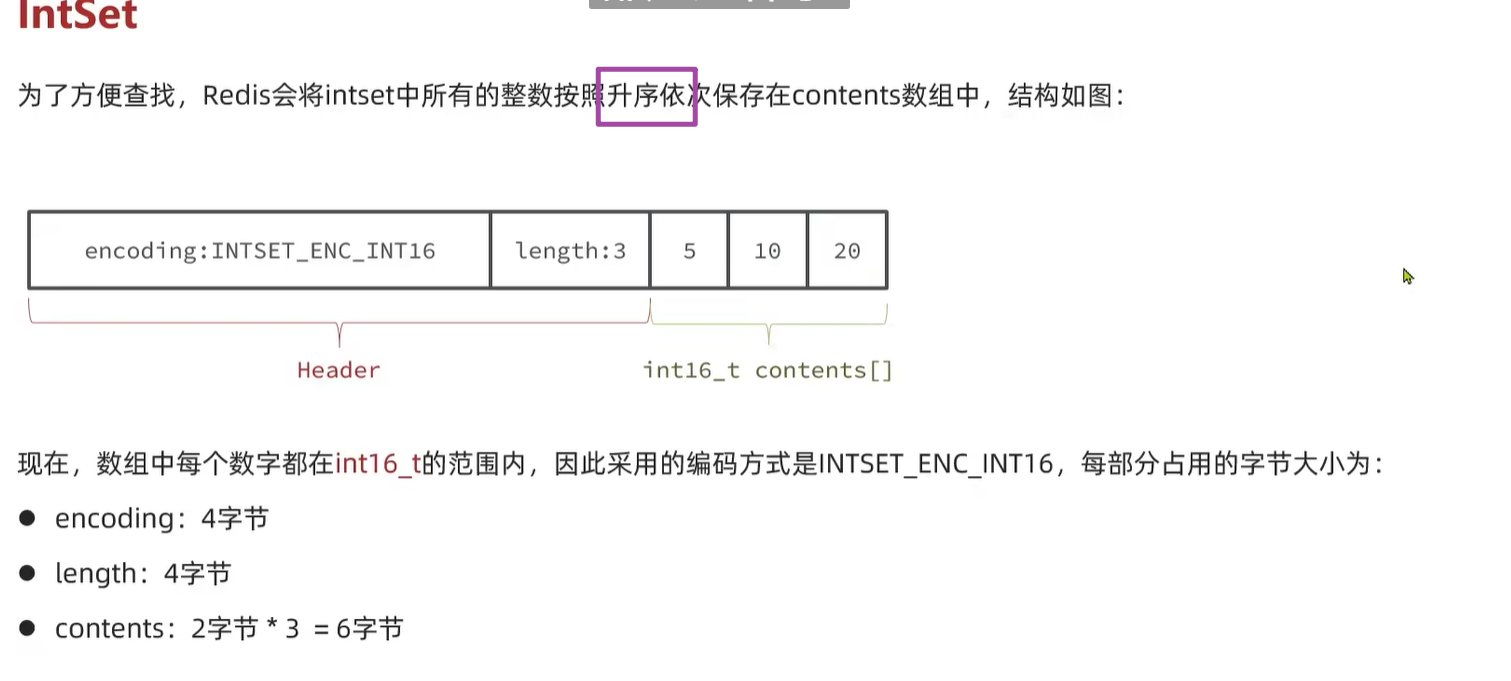 IntSet
为了方便查找，Redis会将intset中所有的整数按照升序依次保存在contents数组中，结构如图：
encoding:INTSET_ENC_INT16 length:3 5 10 20
Header int16_t contents[]
现在，数组中每个数字都在int16_t的范围内，因此采用的编码方式是INTSET_ENC_INT16，每部分占用的字节大小为：
● encoding：4字节
● length：4字节
● contents：2字节 * 3 = 6字节